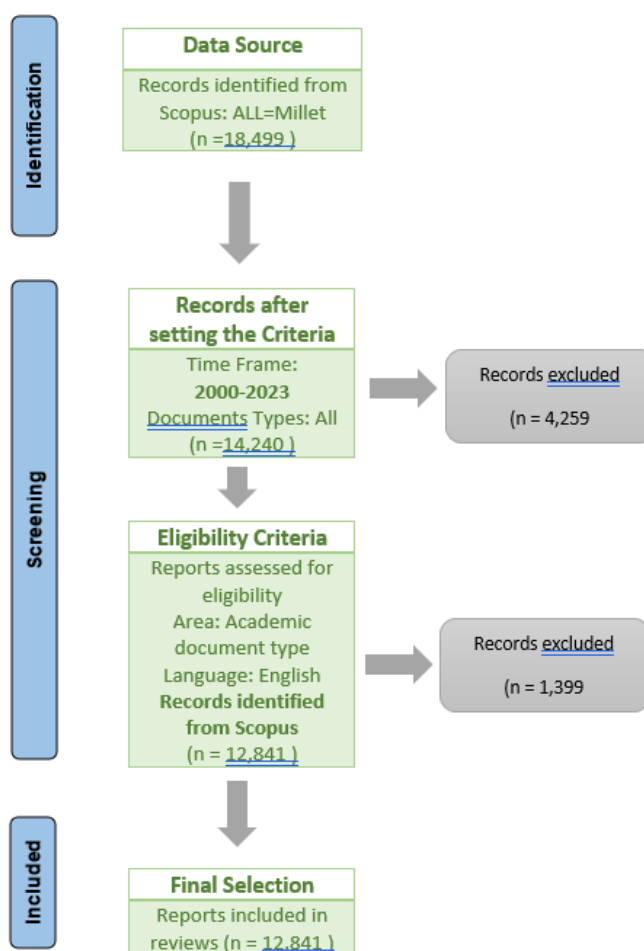 Identification
Data Source
Records identified from
Scopus: ALL=Millet
(n =18,499 )
Screening
Records after
setting the Criteria
Time Frame:
2000-2023
Documents Types: All
(n =14,240 )
Records excluded
(n = 4,259
Eligibility Criteria
Reports assessed for
eligibility
Area: Academic
document type
Language: English
Records identified
from Scopus
(n = 12,841 )
Records excluded
(n = 1,399
Included
Final Selection
Reports included in
reviews (n = 12,841 )